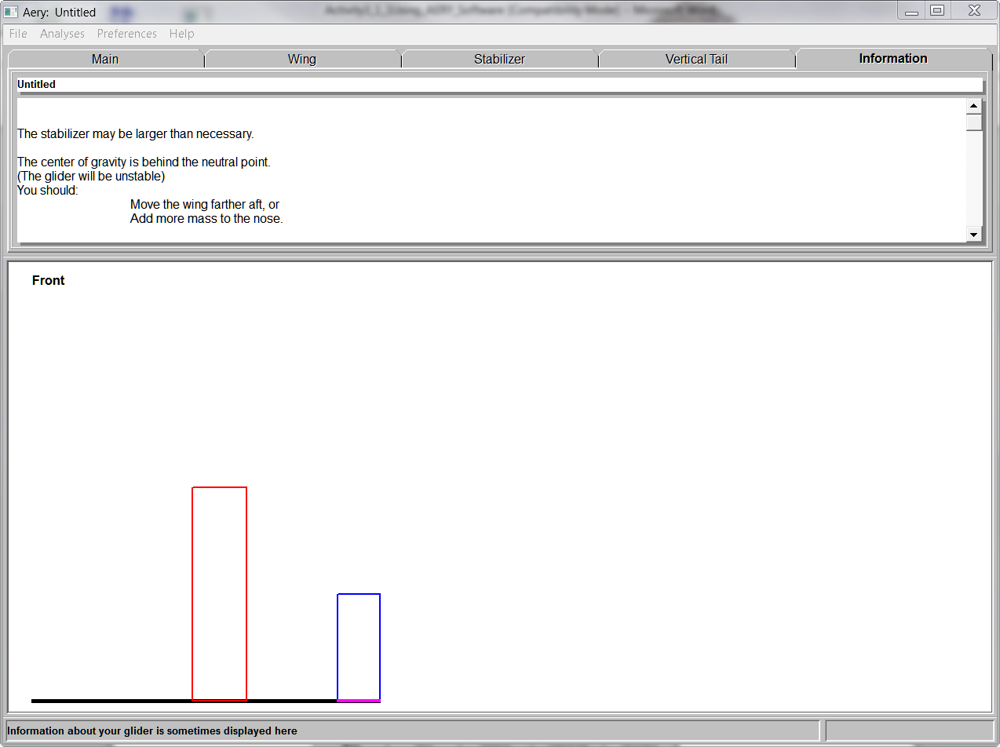 Aery: Untitled
File Analyses Preferences Help
Main Wing Stabilizer Vertical Tail Information
Untitled
The stabilizer may be larger than necessary.
The center of gravity is behind the neutral point.
(The glider will be unstable)
You should:
Move the wing farther aft, or
Add more mass to the nose.
Front
Information about your glider is sometimes displayed here